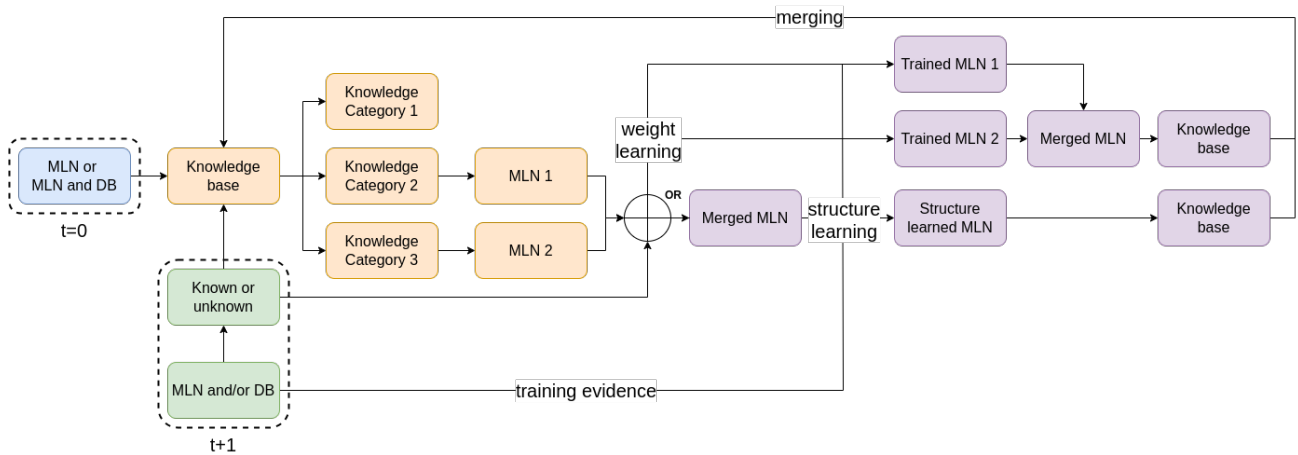 merging
Trained MLN 1
Knowledge
Category 1
weight
learning
Trained MLN 2
Merged MLN
Knowledge
base
MLN or
MLN and DB
t=0
Knowledge
base
Knowledge
Category 2
MLN 1
OR
Merged MLN
structure
learning
Structure
learned MLN
Knowledge
base
Knowledge
Category 3
MLN 2
Known or
unknown
MLN and/or DB
training evidence
t+1